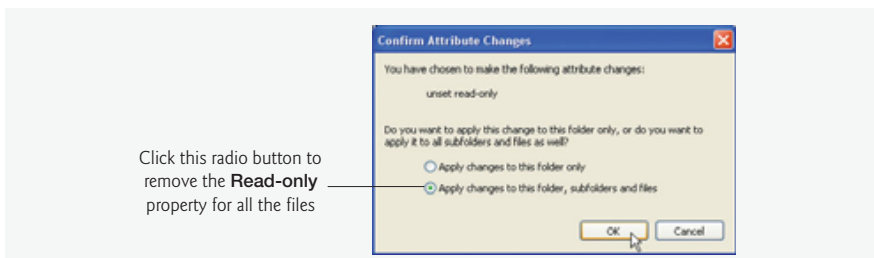 Confirm Attribute Changes
You have chosen to make the following attribute changes:
unset read-only
Do you want to apply this change to this folder only, or do you want to
apply it to all subfolders and files as well?
Apply changes to this folder only
Apply changes to this folder, subfolders and files
OK
Cancel
Click this radio button to
remove the Read-only
property for all the files